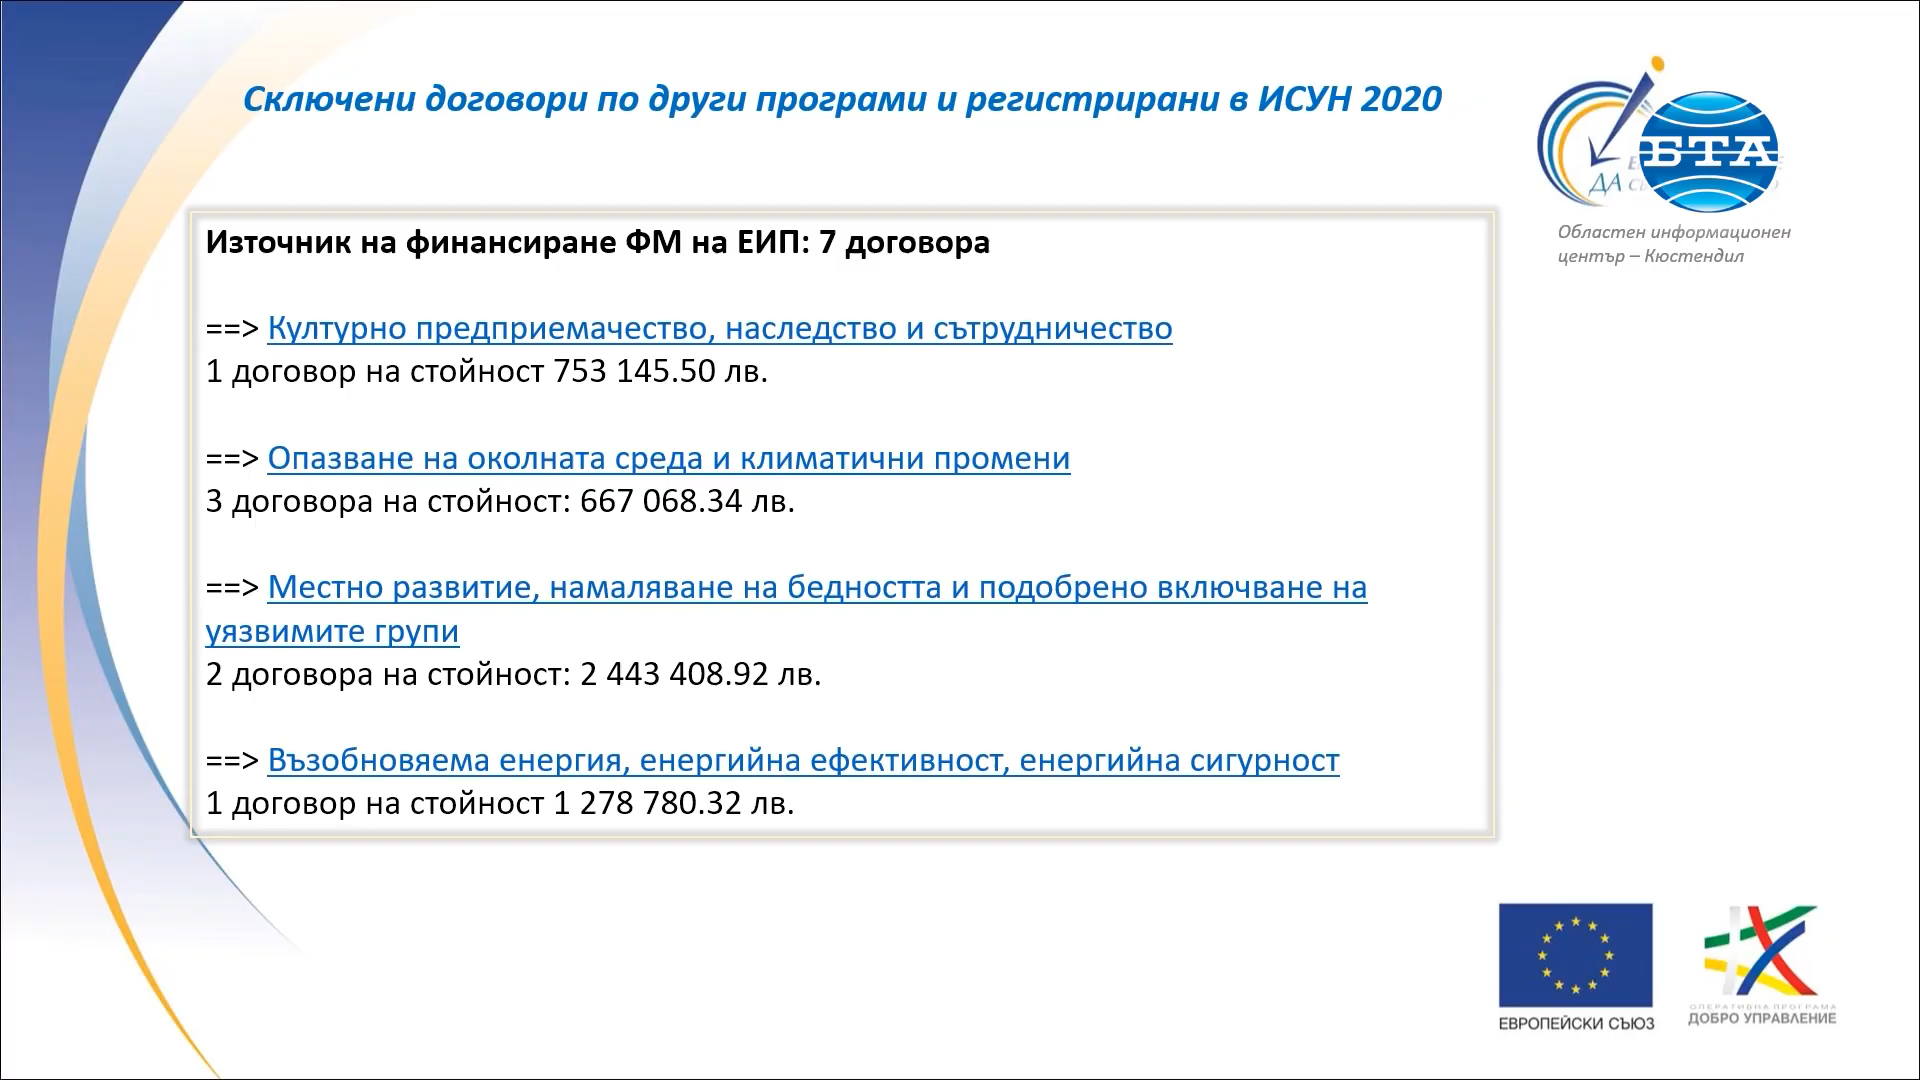 Сключени договори по други програми и регистрирани в ИСУН 2020
БТА
ДА
Областен информационен
център – Кюстендил
Източник на финансиране ФМ на ЕИП: 7 договора
==> Културно предприемачество, наследство и сътрудничество
1 договор на стойност 753 145.50 лв.
==> Опазване на околната среда и климатични промени
3 договора на стойност: 667 068.34 лв.
==> Местно развитие, намаляване на бедността и подобрено включване на
уязвимите групи
2 договора на стойност: 2 443 408.92 лв.
==> Възобновяема енергия, енергийна ефективност, енергийна сигурност
1 договор на стойност 1 278 780.32 лв.
ЕВРОПЕЙСКИ СЪЮЗ
ОПЕРАТИВНА ПРОГРАМА
ДОБРО УПРАВЛЕНИЕ